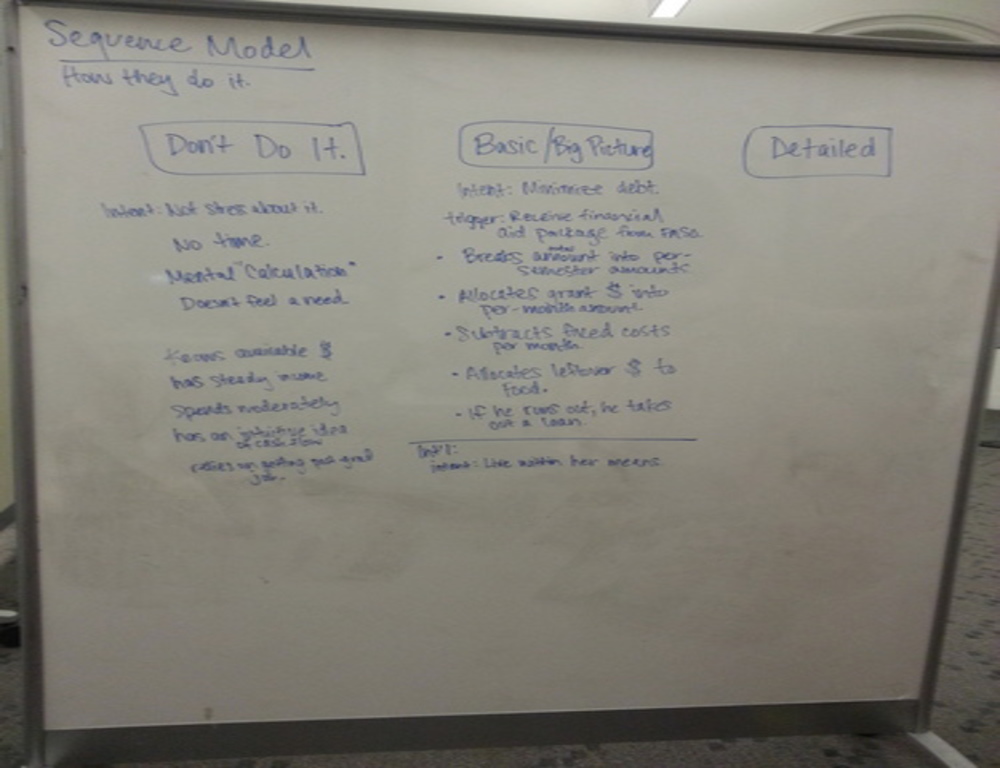 Sequence Model
How they do it.
Don't Do It.
Intent: Not stress about it.
No time.
Mental "Calculation"
Doesn't feel a need
Knows available $
has steady income
Spends moderately
has an intuitive idea
of cash flow
relies on getting past grad
job.
Basic/Big Picture
Intent: Minimize debt.
trigger: Receive financial
aid package from FASA
• Breaks amount into per-
semester amounts
• Allocates grant $ into
per-month amount.
• Subtracts fixed costs
per month.
• Allocates leftover $ to
food.
• If he runs out, he takes
out a loan.
Int'l:
intent: Live within her means.
Detailed